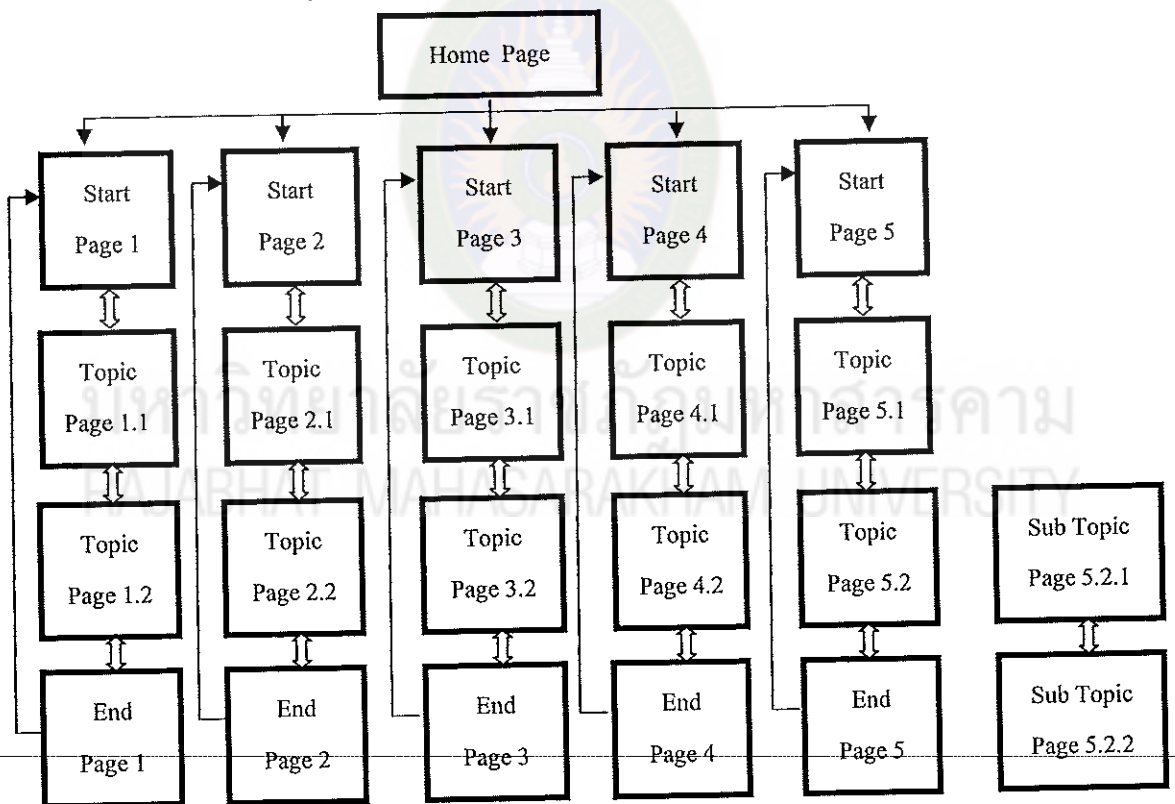 Home Page
Start
Page 1
Start
Page 2
Start
Page 3
Start
Page 4
Start
Page 5
Topic
Page 1.1
Topic
Page 2.1
Topic
Page 3.1
Topic
Page 4.1
Topic
Page 5.1
มหาวิทยาลัยราชภัฏมหาสารคาม
RAJABHAT MAHASARAKHAM UNIVERSITY
Topic
Page 1.2
Topic
Page 2.2
Topic
Page 3.2
Topic
Page 4.2
Topic
Page 5.2
Sub Topic
Page 5.2.1
End
Page 1
End
Page 2
End
Page 3
End
Page 4
End
Page 5
Sub Topic
Page 5.2.2